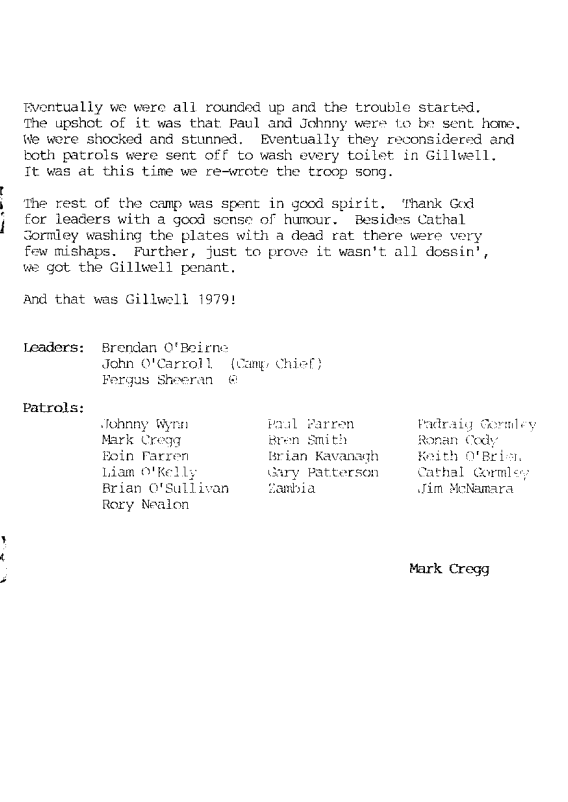 Eventually we were all rounded up and the trouble started.
The upshot of it was that Paul and Johnny were to be sent home.
We were shocked and stunned.  Eventually they reconsidered and
both patrols were sent off to wash every toilet in Gillwell.
It was at this time we re-wrote the troop song.

The rest of the camp was spent in good spirit.  Thank God
for leaders with a good sense of humour.  Besides Cathal
Gormley washing the plates with a dead rat there were very
few mishaps.  Further, just to prove it wasn't all dossin',
we got the Gillwell penant.

And that was Gillwell 1979!

Leaders:  Brendan O'Beirne
John O'Carroll  (Camp Chief)
Fergus Sheeran  @

Patrols:
Johnny Wynn  Paul Farren  Padraig Gormley
Mark Cregg  Bren Smith  Ronan Cody
Eoin Farren  Brian Kavanagh  Keith O'Brien
Liam O'Kelly  Gary Patterson  Cathal Gormley
Brian O'Sullivan  Zambia  Jim McNamara
Rory Nealon

Mark Cregg